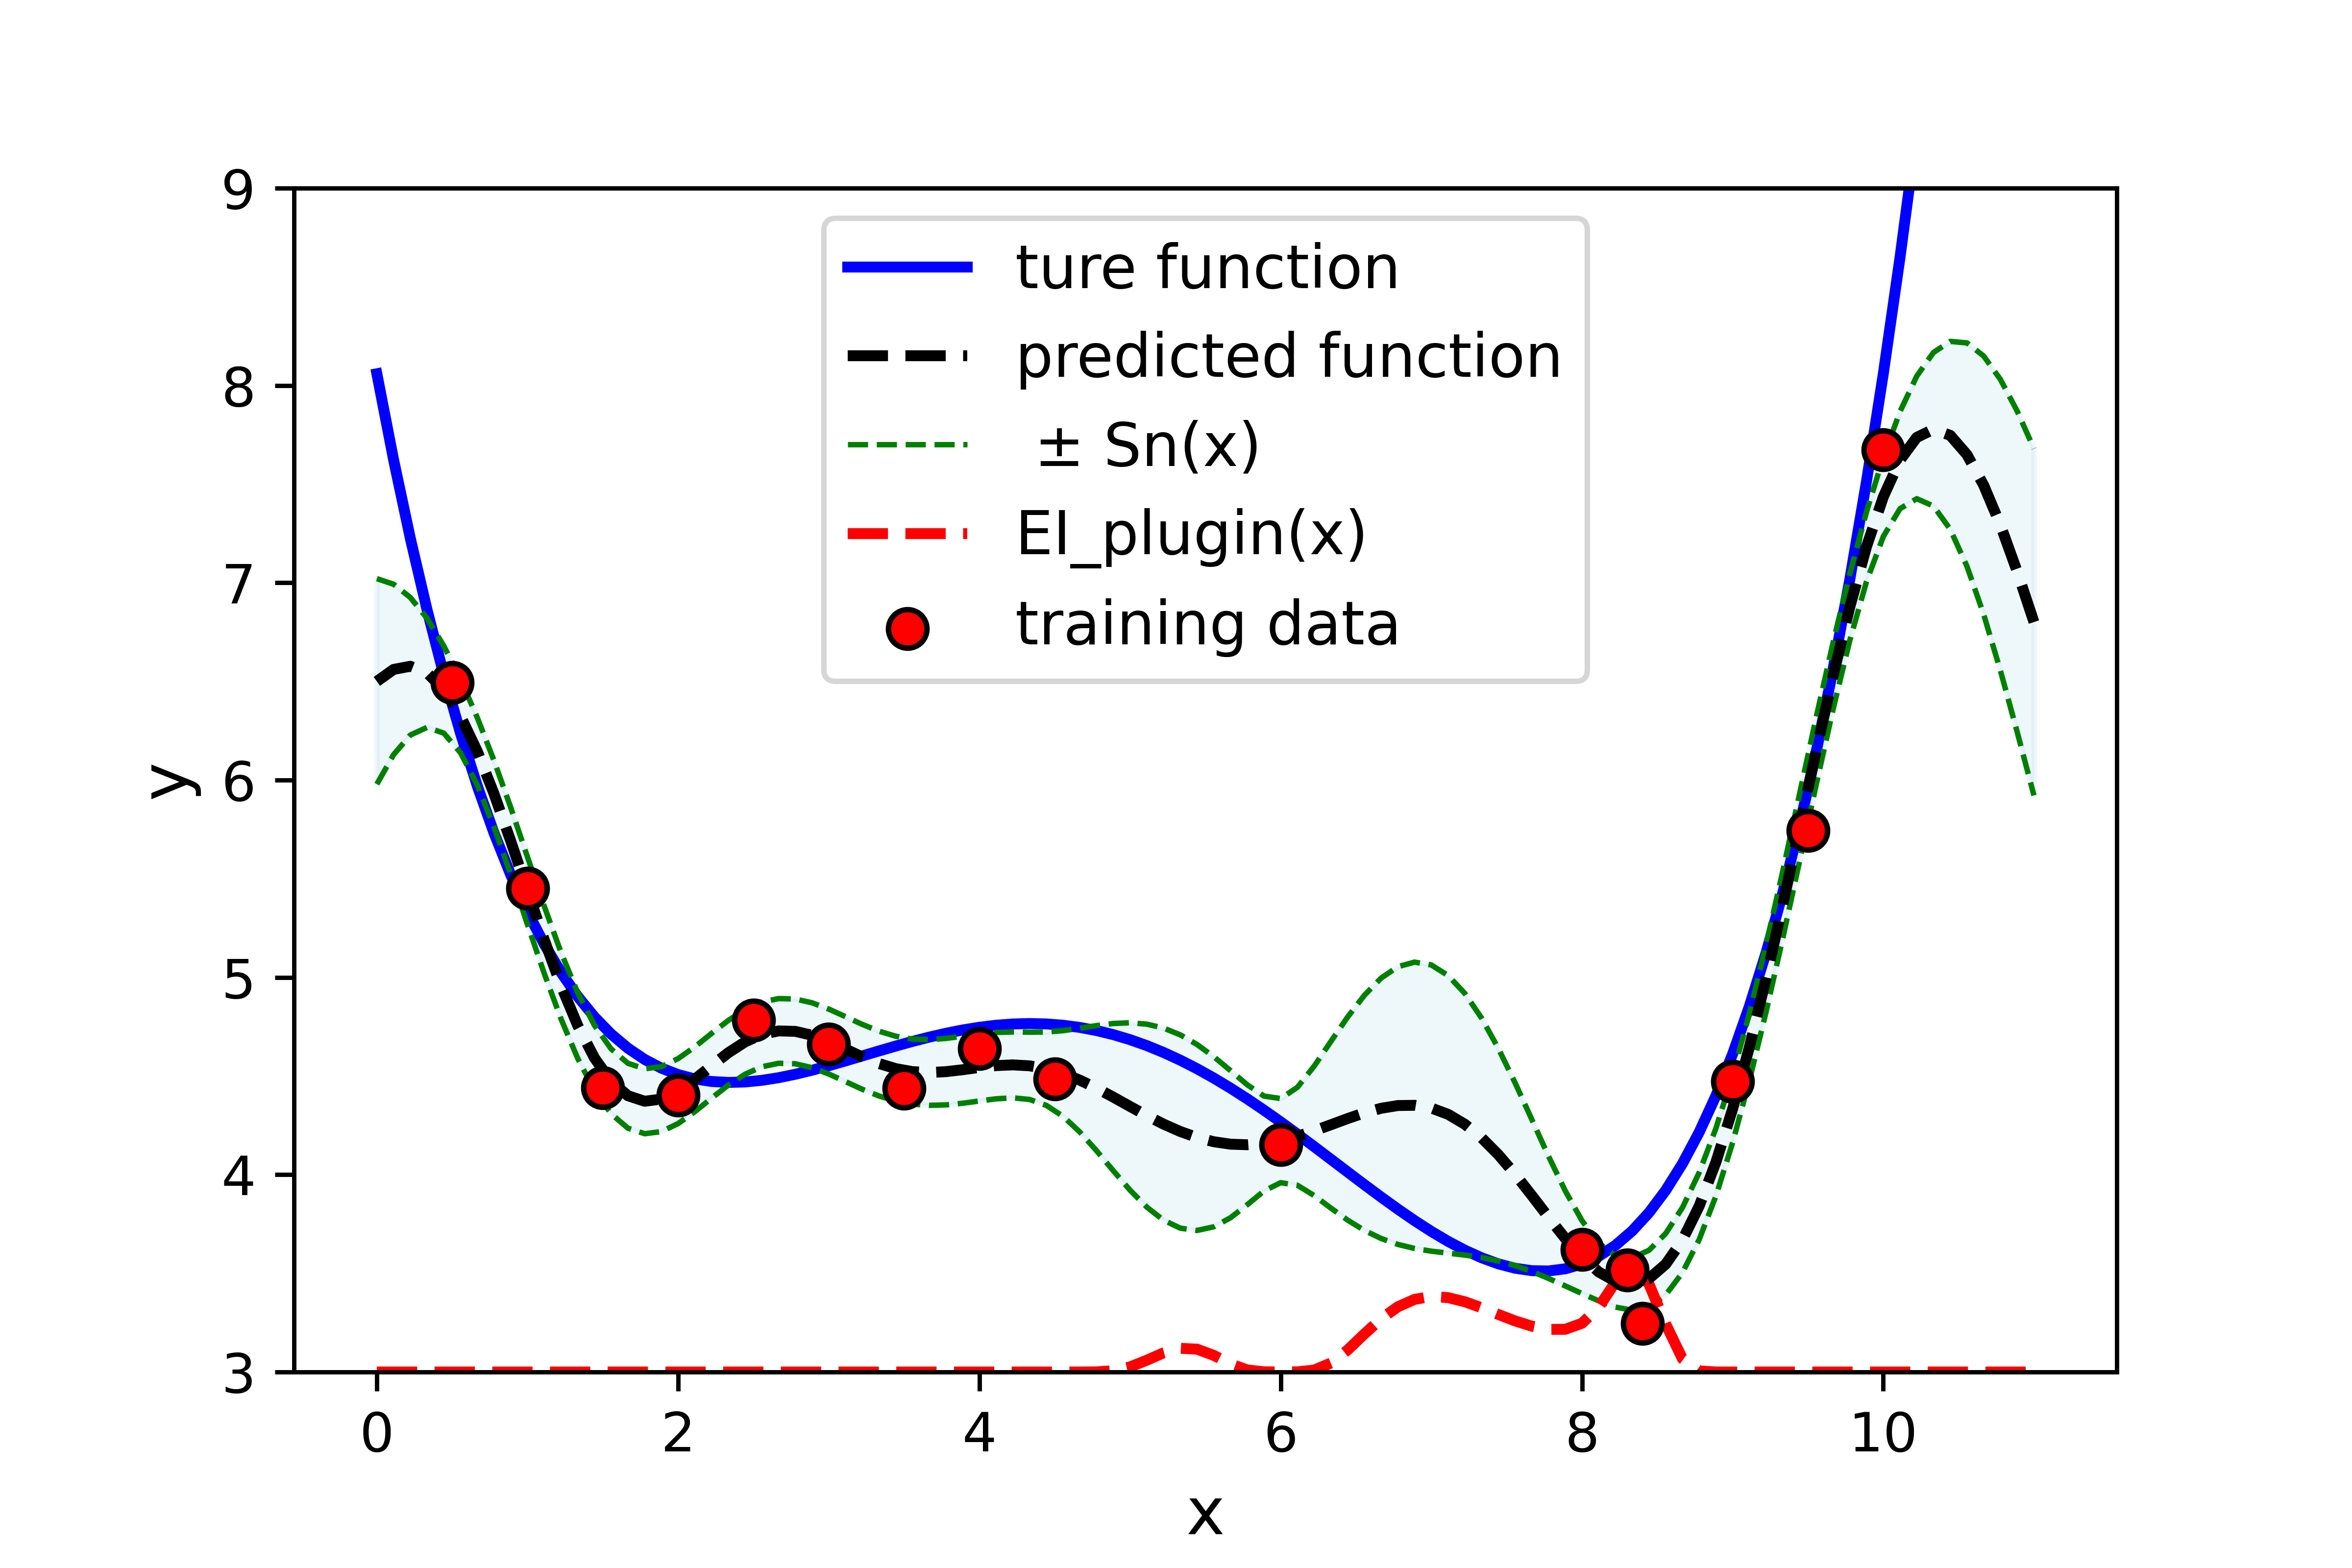 9
8
7
6
5
4
3
y
ture function
predicted function
± Sn(x)
EI_plugin(x)
training data
0 2 4 6 8 10
x